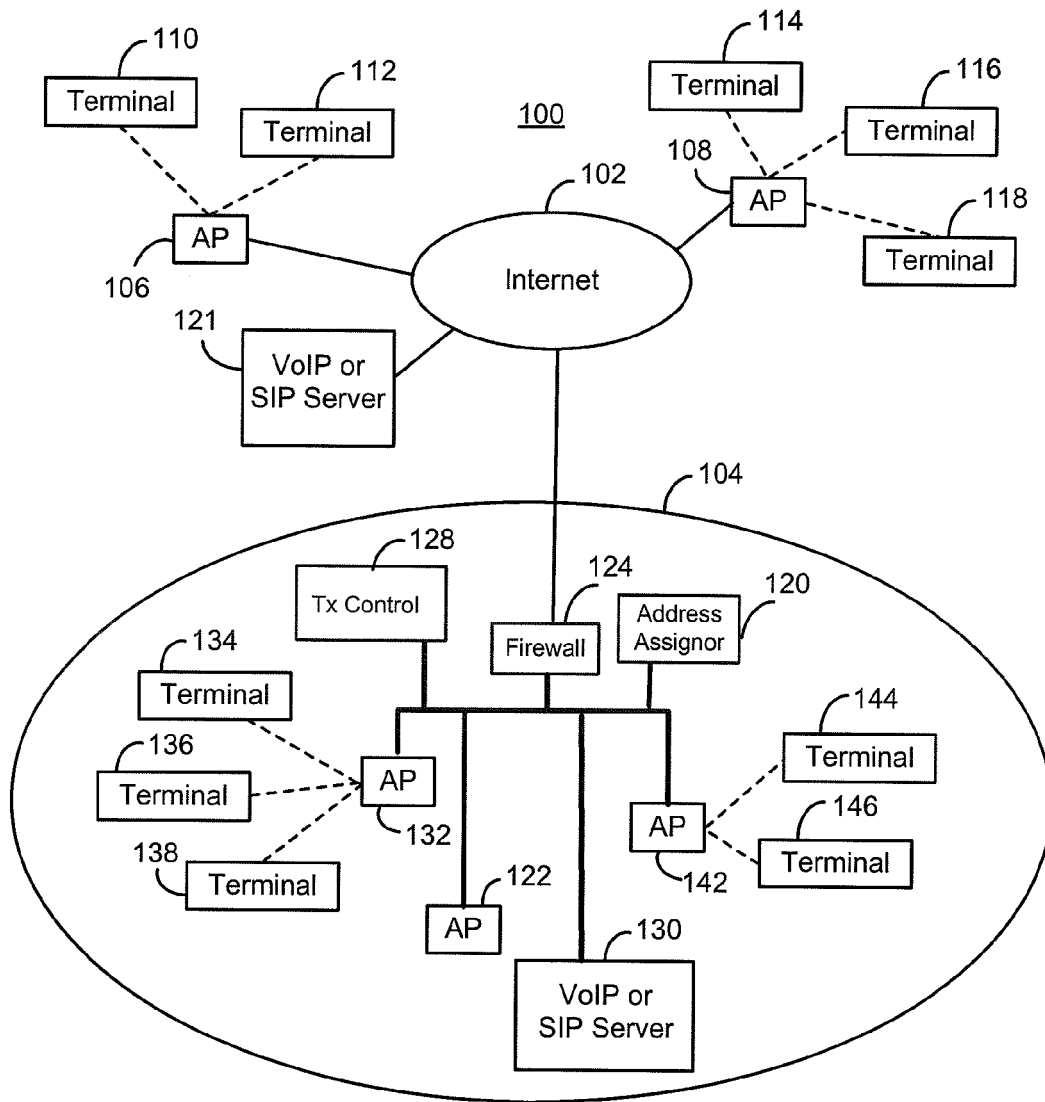 110
Terminal
112
Terminal
100
114
Terminal
116
Terminal
108
AP
118
Terminal
102
Internet
AP
106
121
VoIP or
SIP Server
104
128
Tx Control
124
Firewall
120
Address
Assignor
134
Terminal
136
Terminal
138
Terminal
AP
132
122
AP
130
VoIP or
SIP Server
AP
142
144
Terminal
146
Terminal